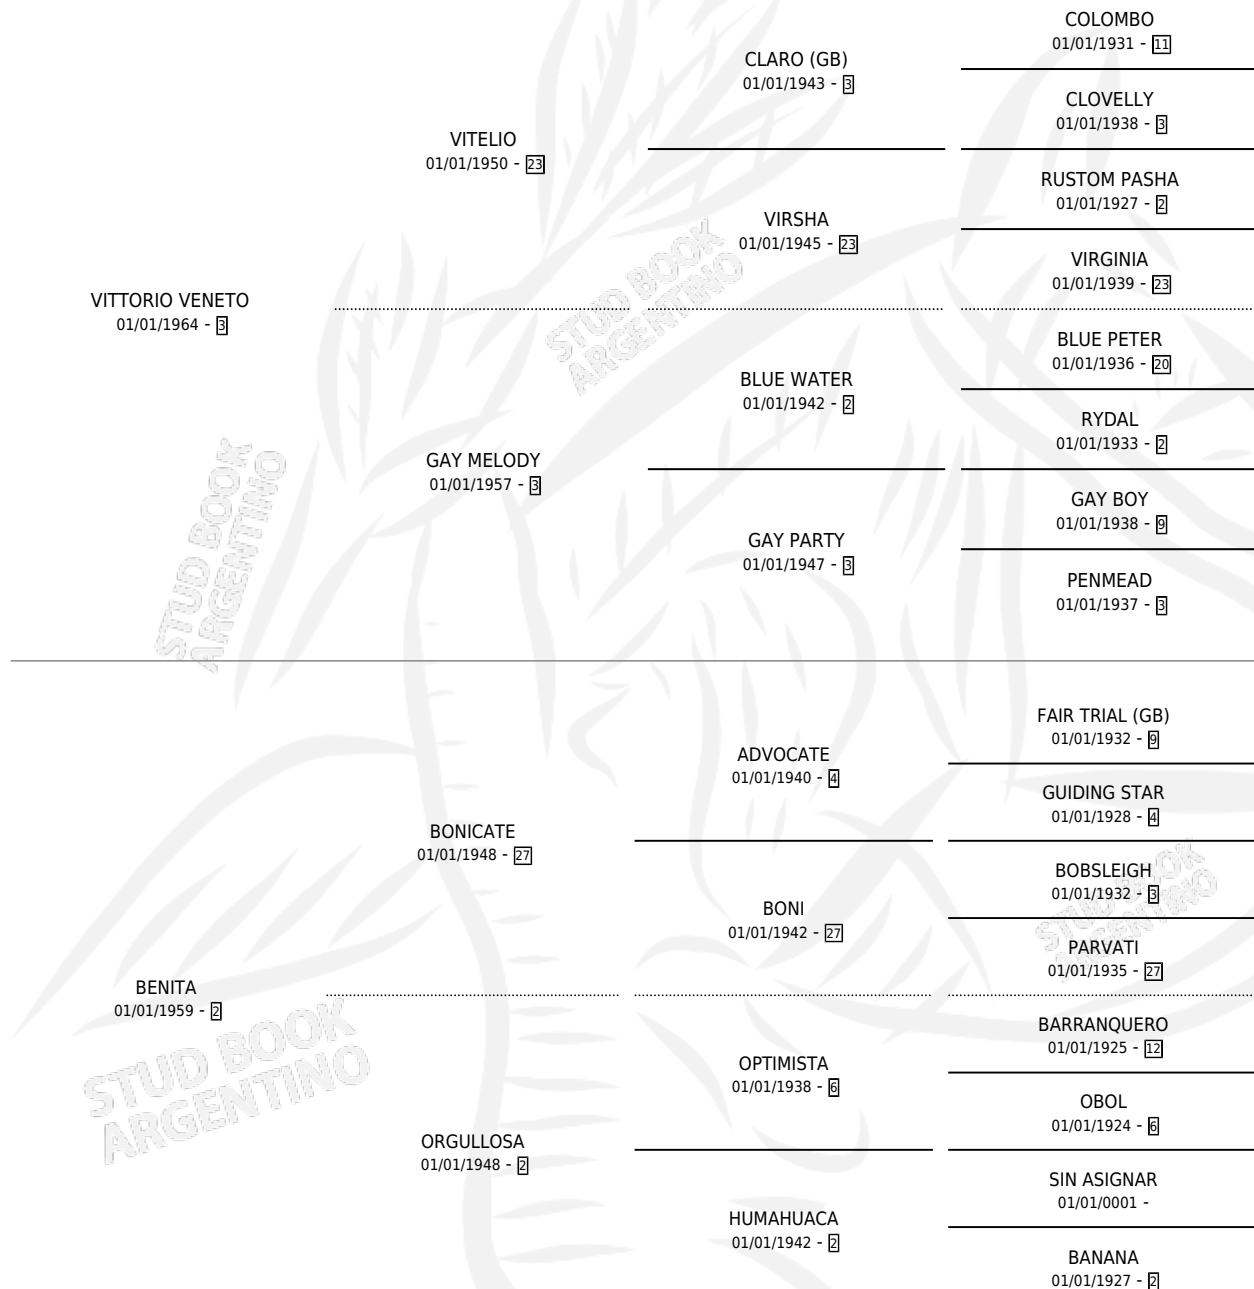 COLOMBO
01/01/1931 - 11
CLARO (GB)
01/01/1943 - 3
CLOVELLY
01/01/1938 - 3
VITELIO
01/01/1950 - 23
RUSTOM PASHA
01/01/1927 - 2
VIRSHA
01/01/1945 - 23
VIRGINIA
01/01/1939 - 23
STUD BOOK
ARGENTINO
VITTORIO VENETO
01/01/1964 - 3
BLUE PETER
01/01/1936 - 20
BLUE WATER
01/01/1942 - 2
RYDAL
01/01/1933 - 2
GAY MELODY
01/01/1957 - 3
GAY BOY
01/01/1938 - 9
GAY PARTY
01/01/1947 - 3
PENMEAD
01/01/1937 - 3
STUD BOOK
ARGENTINO
FAIR TRIAL (GB)
01/01/1932 - 9
ADVOCATE
01/01/1940 - 4
GUIDING STAR
01/01/1928 - 4
BONICATE
01/01/1948 - 27
BOBSLEIGH
01/01/1932 - 3
BONI
01/01/1942 - 27
PARVATI
01/01/1935 - 27
STUD BOOK
ARGENTINO
BENITA
01/01/1959 - 2
BARRANQUERO
01/01/1925 - 12
OPTIMISTA
01/01/1938 - 6
OBOL
01/01/1924 - 6
STUD BOOK
ARGENTINO
ORGULLOSA
01/01/1948 - 2
SIN ASIGNAR
01/01/0001 -
HUMAHUACA
01/01/1942 - 2
BANANA
01/01/1927 - 2